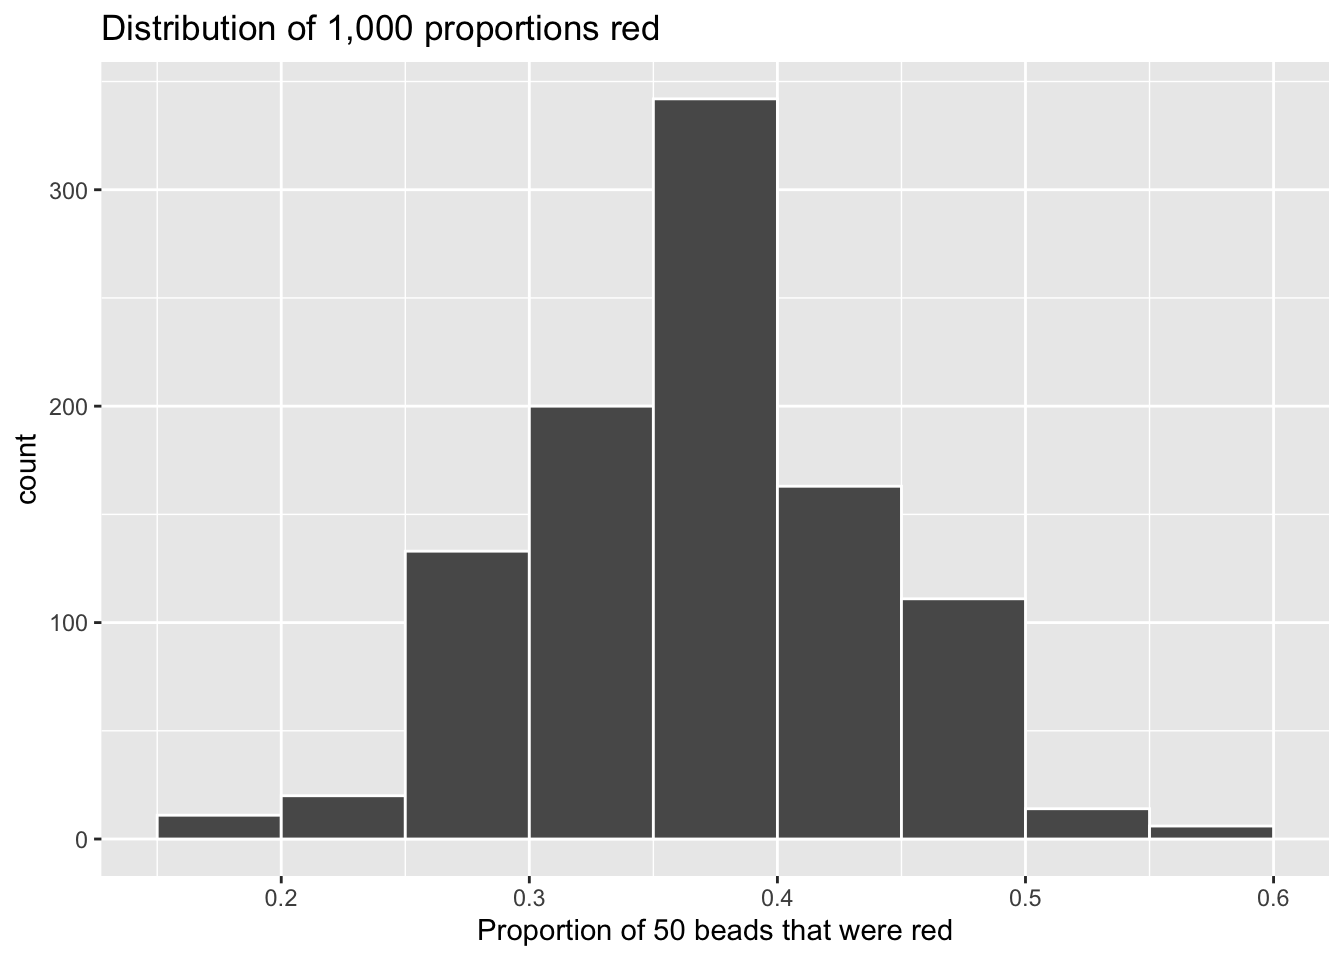 Distribution of 1,000 proportions red
300
200
100
0
count
0.2 0.3 0.4 0.5 0.6
Proportion of 50 beads that were red